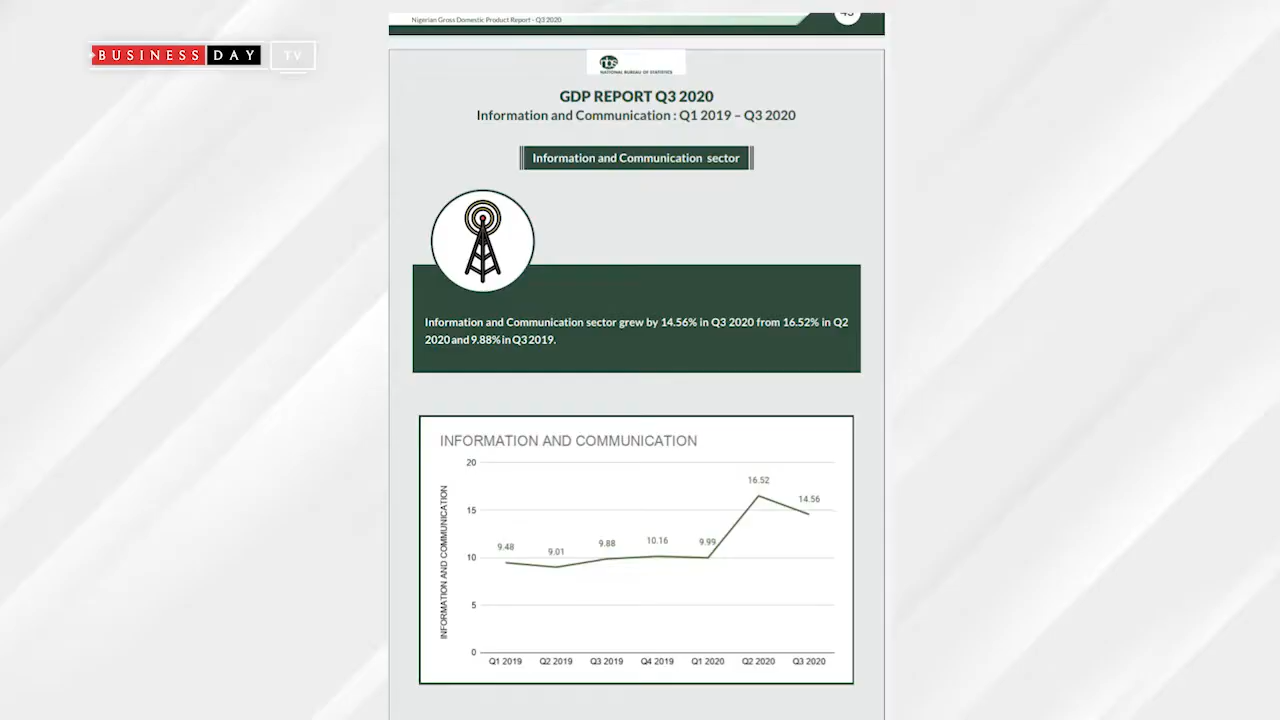 Nigerian Gross Domestic Product Report - Q3 2020
BUSINESS DAY TV
nbs
NATIONAL BUREAU OF STATISTICS
GDP REPORT Q3 2020
Information and Communication : Q1 2019 – Q3 2020
Information and Communication sector
Information and Communication sector grew by 14.56% in Q3 2020 from 16.52% in Q2
2020 and 9.88% in Q3 2019.
INFORMATION AND COMMUNICATION
INFORMATION AND COMMUNICATION
20
15
10
5
0
9.48
9.01
9.88
10.16
9.99
16.52
14.56
Q1 2019 Q2 2019 Q3 2019 Q4 2019 Q1 2020 Q2 2020 Q3 2020